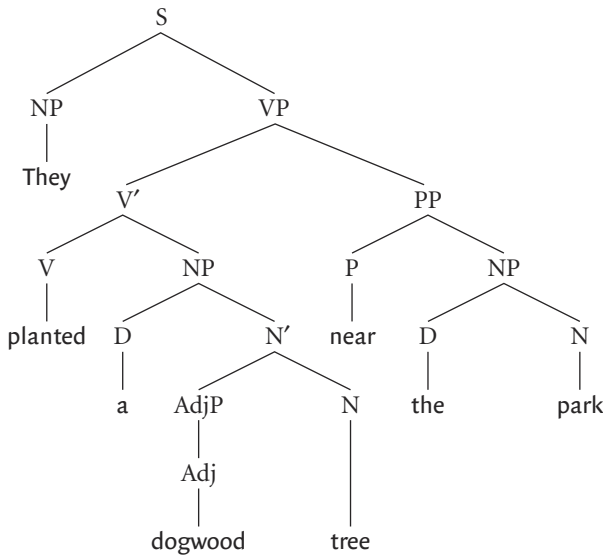 S
NP VP
They
V′ PP
V NP P NP
planted D N′ near D N
a AdjP N the park
Adj
dogwood tree